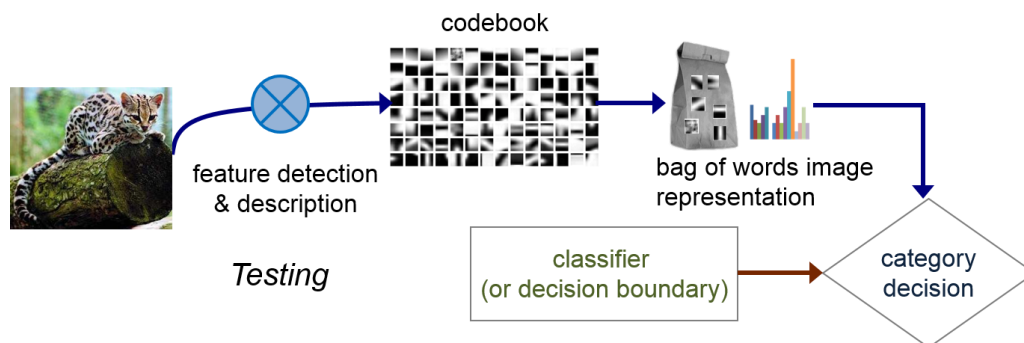 codebook
feature detection
& description
bag of words image
representation
Testing
classifier
(or decision boundary)
category
decision